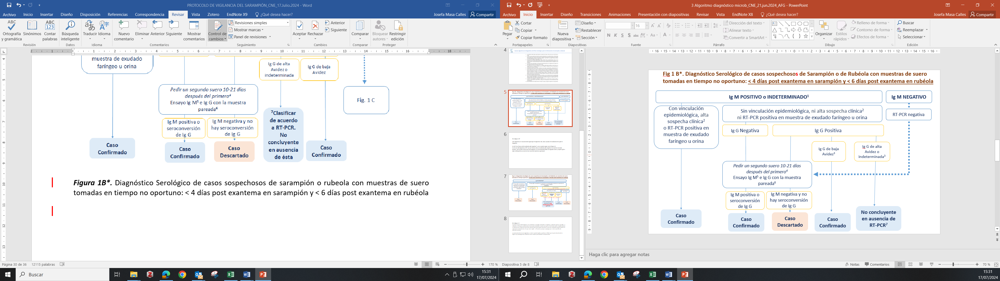 PROTOCOLO DE VIGILANCIA DEL SARAMPIÓN_CNE_17.Julio.2024 - Word
Archivo Inicio Insertar Diseño Disposición Referencias Correspondencia Revisar Vista Zotero EndNote X9 ¿Qué desea hacer? Josefa Masa Calles Compartir
Ortografía y gramática
Sinónimos
Contar palabras
Búsqueda inteligente
Traducir
Idioma
Nuevo comentario
Eliminar
Anterior
Siguiente
Mostrar comentarios
Control de cambios
Revisiones simples
Mostrar marcas
Panel de revisiones
Aceptar
Rechazar
Anterior
Siguiente
Comparar
Bloquear autores
Restringir edición
Revisión Datos Idioma Comentarios Seguimiento Cambios Comparar Proteger
muestra de exudado
faríngeo u orina
Ig G de alta
Avidez o
indeterminada
Ig G de baja
Avidez
Pedir un segundo suero 10-21 días
después del primero⁴
Ensayo Ig M⁵ e Ig G con la muestra
pareada⁶
Fig. 1 C
Ig M positiva o
seroconversión
de Ig G
Ig M negativa y no
hay seroconversión
de Ig G
⁷Clasificar
de acuerdo
a RT-PCR.
No
concluyente
en ausencia
de ésta
Caso
Confirmado
Caso
Confirmado
Caso
Descartado
Caso
Confirmado
Figura 1B*. Diagnóstico Serológico de casos sospechosos de sarampión o rubeola con muestras de suero
tomadas en tiempo no oportuno: < 4 días post exantema en sarampión y < 6 días post exantema en rubéola
Página 30 de 36 12115 palabras 170 %
Buscar
15:31
17/07/2024
3 Algoritmo diagnóstico microb_CNE_21.jun.2024_AFG - PowerPoint
Archivo Inicio Insertar Diseño Transiciones Animaciones Presentación con diapositivas Revisar Vista EndNote X8 ¿Qué desea hacer? Josefa Masa Calles Compartir
Pegar
Cortar
Copiar
Copiar formato
Nueva diapositiva
Diseño
Restablecer
Sección
16
Dirección del texto
Alinear texto
Convertir a SmartArt
Organizar
Estilos rápidos
Relleno de forma
Contorno de forma
Efectos de forma
Buscar
Reemplazar
Seleccionar
Portapapeles Diapositivas Fuente Párrafo Dibujo Edición
4
5
6
7
8
Fig 1 B*. Diagnóstico Serológico de casos sospechosos de Sarampión o de Rubéola con muestras de suero
tomadas en tiempo no oportuno: < 4 días post exantema en sarampión y < 6 días post exantema en rubéola
Ig M POSITIVO o INDETERMINADO¹
Ig M NEGATIVO
Con vinculación
epidemiológica, alta
sospecha clínica²
o RT-PCR positiva en
muestra de exudado
faríngeo u orina
Sin vinculación epidemiológica, ni alta sospecha clínica²
ni RT-PCR positiva en muestra de exudado faríngeo u orina
RT-PCR negativa
Ig G Negativa
Ig G Positiva
Ig G de baja
Avidez³
Ig G de alta
Avidez o
indeterminada³
Pedir un segundo suero 10-21 días
después del primero⁴
Ensayo Ig M⁵ e Ig G con la muestra
pareada⁶
Ig M positiva o
seroconversión
de Ig G
Ig M negativa y no
hay seroconversión
de Ig G
Caso
Confirmado
Caso
Confirmado
Caso
Descartado
Caso
Confirmado
No concluyente
en ausencia de
RT-PCR⁷
Haga clic para agregar notas
Diapositiva 5 de 8 Notas Comentarios 70 %
15:31
17/07/2024